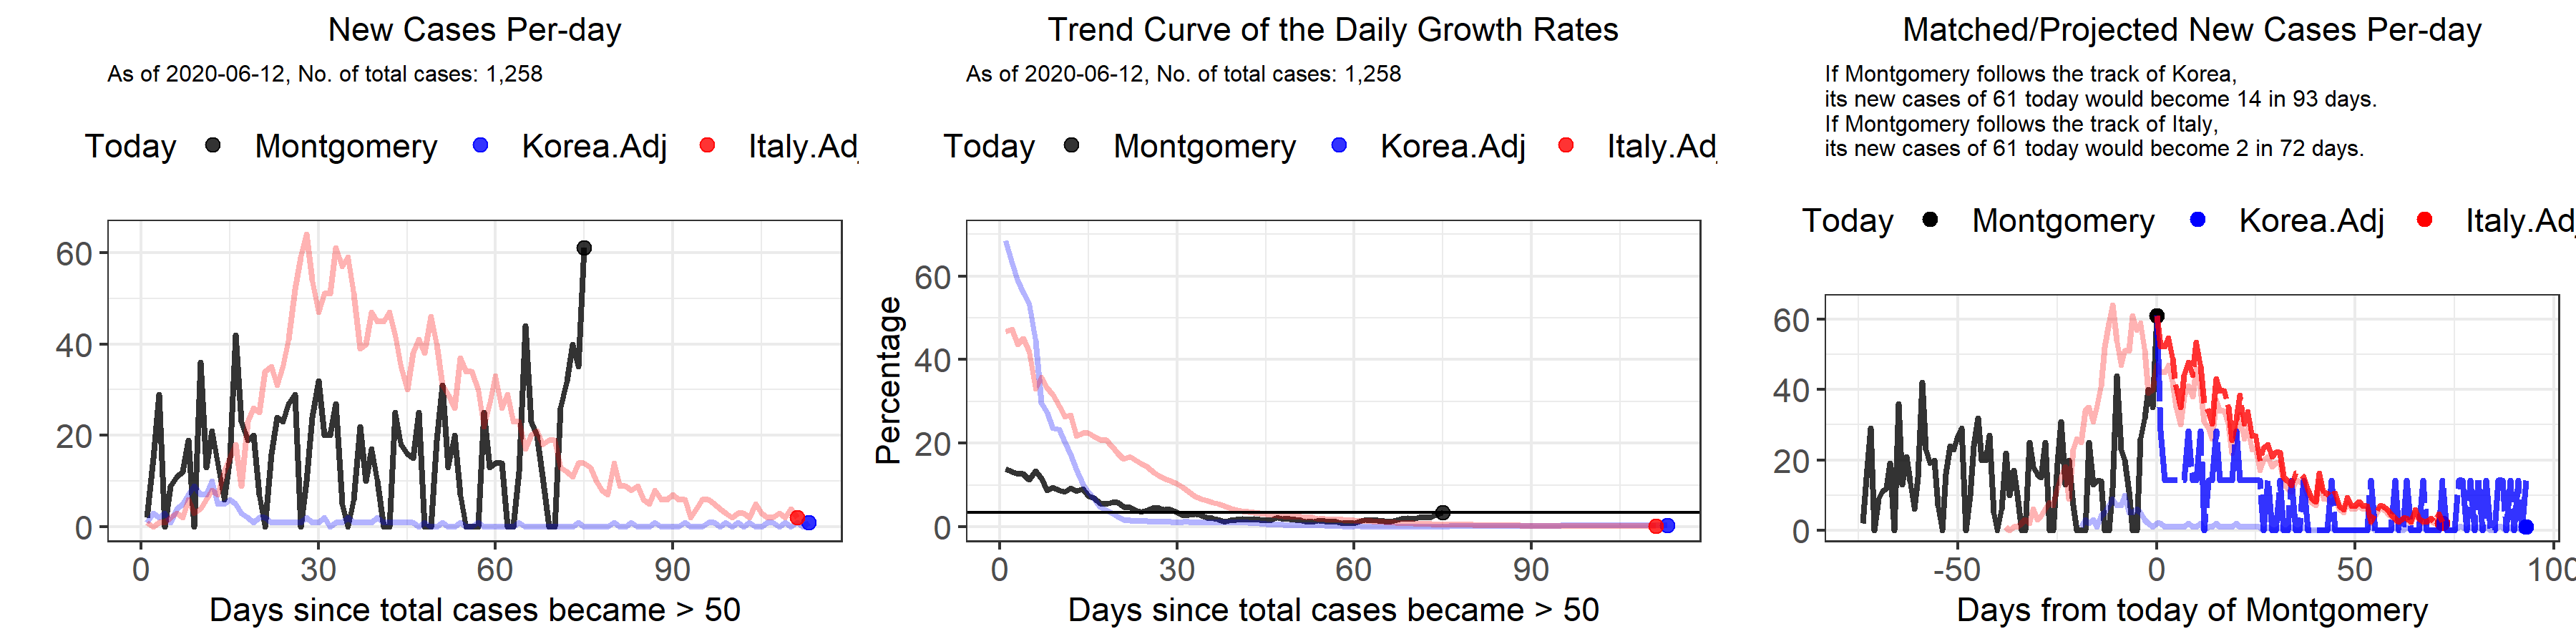 New Cases Per-day
As of 2020-06-12, No. of total cases: 1,258
Today Montgomery Korea.Adj Italy.Ad
60
40
20
0
0 30 60 90
Days since total cases became > 50
Trend Curve of the Daily Growth Rates
As of 2020-06-12, No. of total cases: 1,258
Today Montgomery Korea.Adj Italy.Ad
Percentage
60
40
20
0
0 30 60 90
Days since total cases became > 50
Matched/Projected New Cases Per-day
If Montgomery follows the track of Korea,
its new cases of 61 today would become 14 in 93 days.
If Montgomery follows the track of Italy,
its new cases of 61 today would become 2 in 72 days.
Today Montgomery Korea.Adj Italy.Ad
60
40
20
0
-50 0 50 100
Days from today of Montgomery